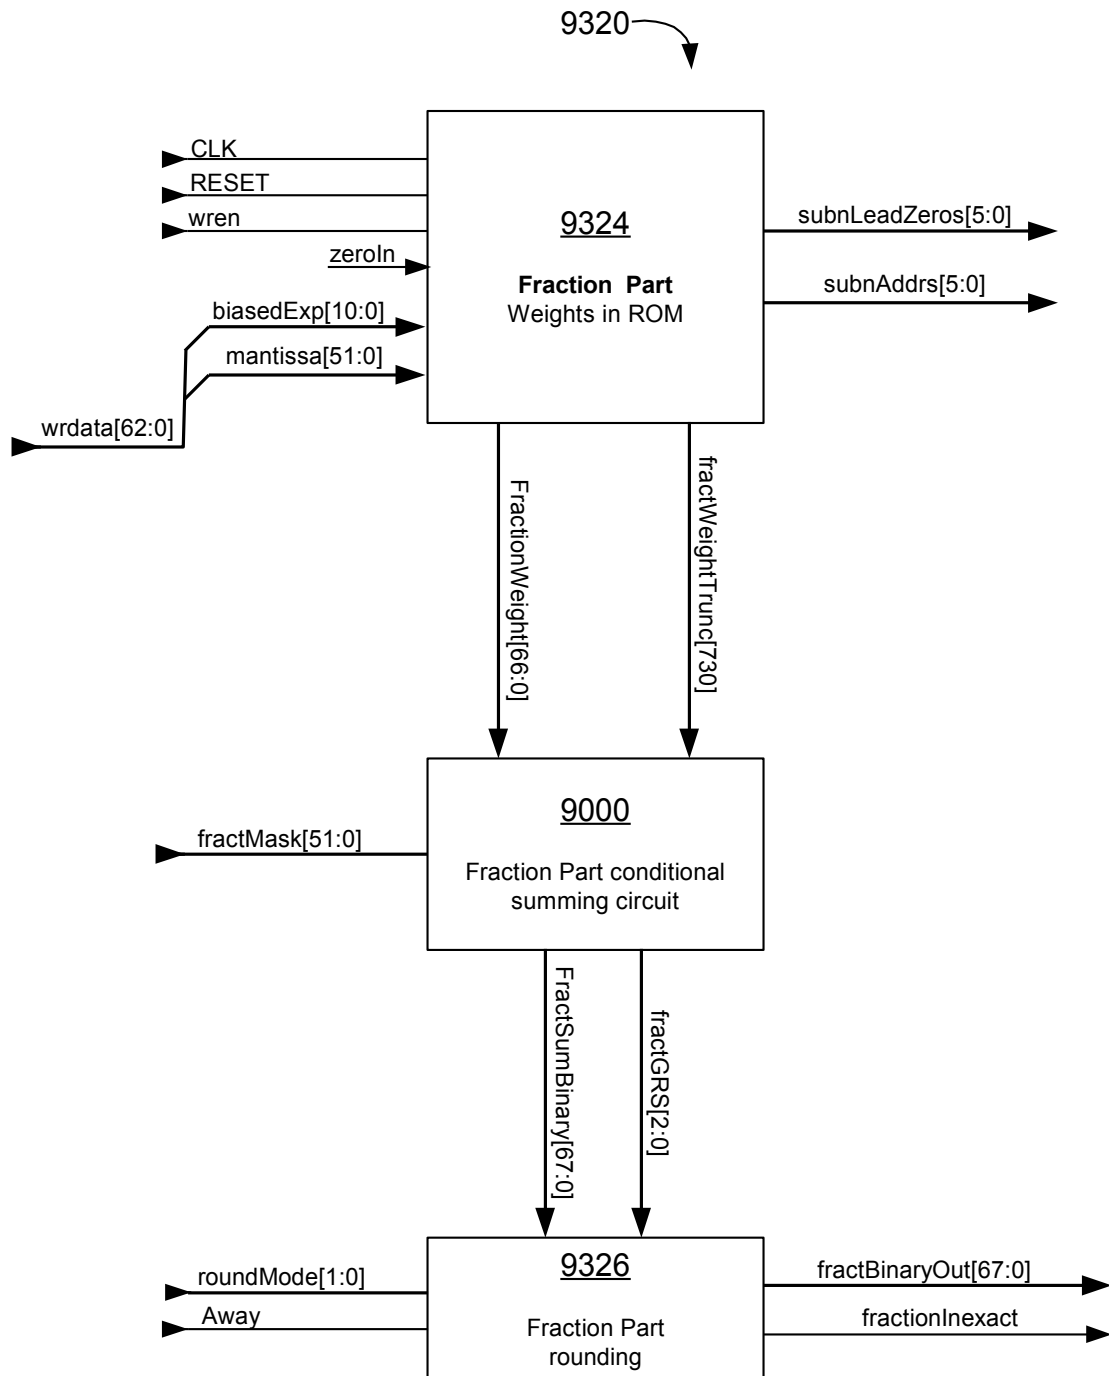 9320
CLK
RESET
wren
zeroIn
biasedExp[10:0]
mantissa[51:0]
wrdata[62:0]
9324
Fraction Part
Weights in ROM
subnLeadZeros[5:0]
subnAddrs[5:0]
FractionWeight[66:0]
fractWeightTrunc[730]
fractMask[51:0]
9000
Fraction Part conditional
summing circuit
FractSumBinary[67:0]
fractGRS[2:0]
roundMode[1:0]
Away
9326
Fraction Part
rounding
fractBinaryOut[67:0]
fractionInexact